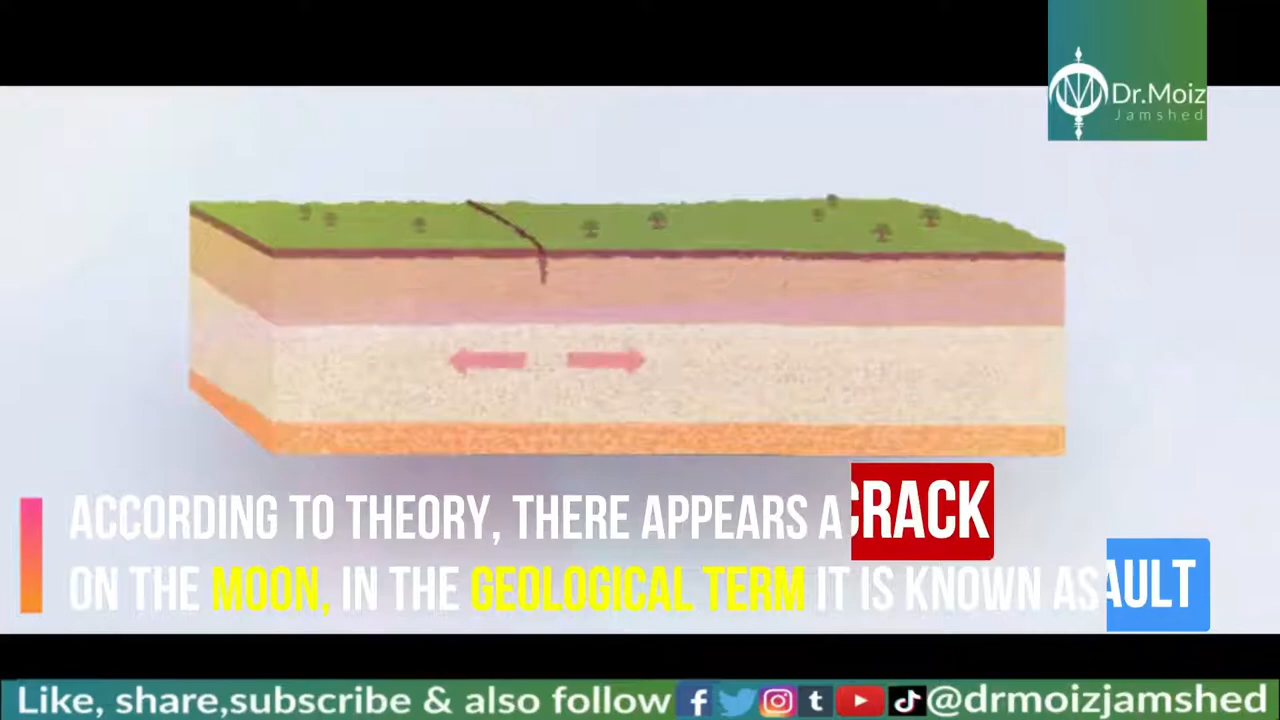 Dr.Moiz
Jamshed
ACCORDING TO THEORY, THERE APPEARS A CRACK
ON THE MOON, IN THE GEOLOGICAL TERM IT IS KNOWN AS AULT
Like, share,subscribe & also follow @drmoizjamshed